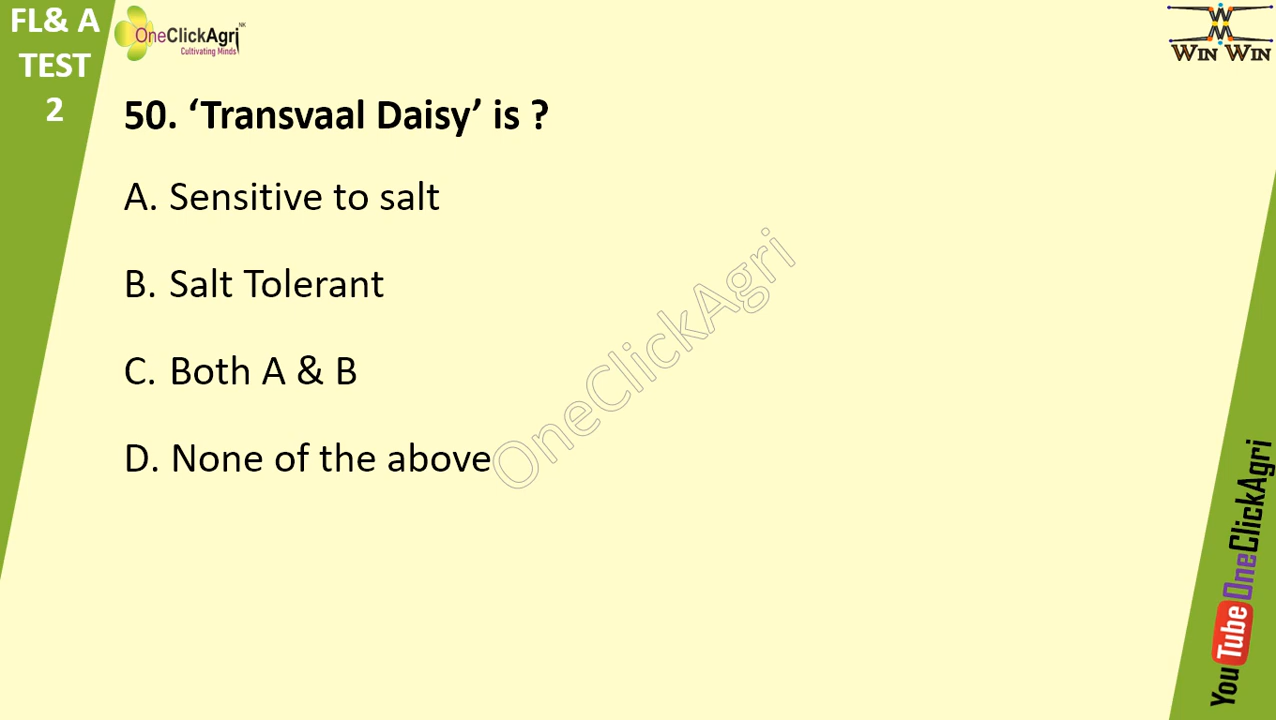 FL& A
TEST
2
OneClickAgri
NK
Cultivating Minds
WIN WIN
50. ‘Transvaal Daisy’ is ?
A. Sensitive to salt
B. Salt Tolerant
C. Both A & B
D. None of the above
OneClickAgri
YouTube OneClickAgri